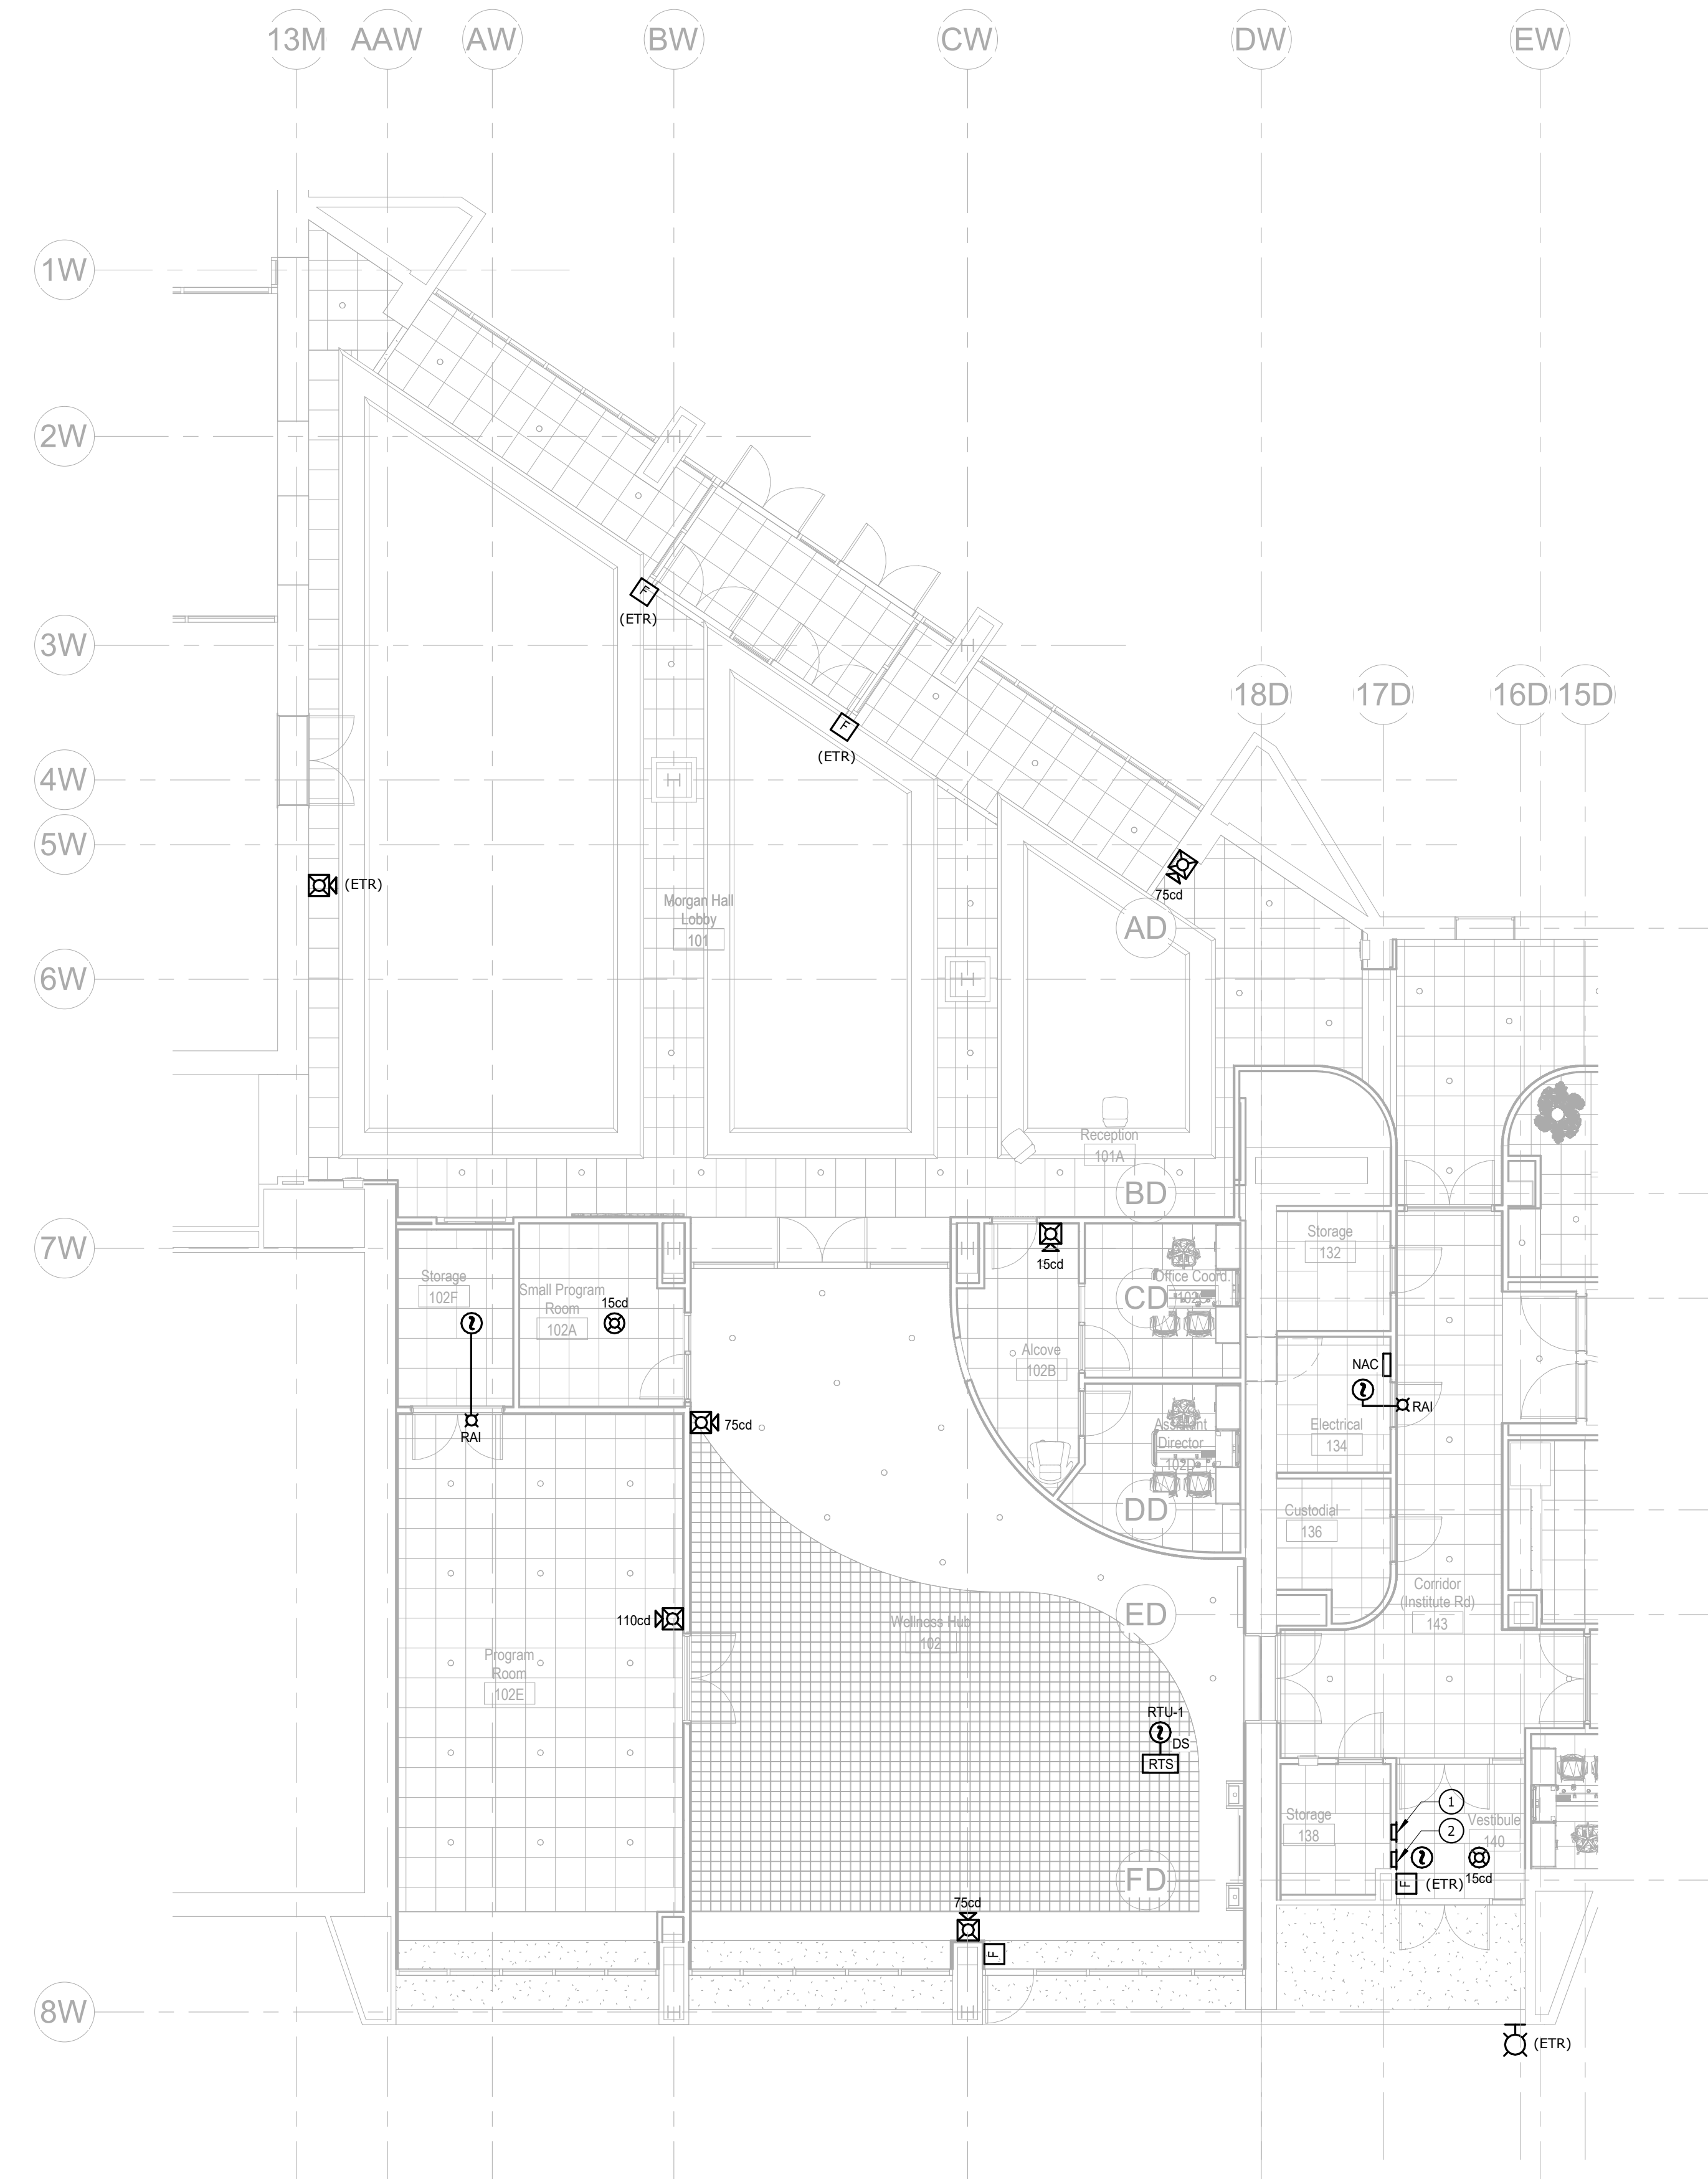 13M AAW AW BW CW DW EW
1W
2W
3W
4W
5W
6W
7W
8W
18D 17D 16D 15D
AD
BD
CD
DD
ED
FD
H
H
F
(ETR)
F
(ETR)
H
(ETR)
75cd
Morgan Hall
Lobby
101
H
Reception
101A
H
H
Storage
102F
RAI
Small Program
Room
102A
15cd
15cd
Alcove
102B
Office Coord.
Assistant
Director
102D
Storage
132
NAC
RAI
Electrical
134
Custodial
136
Corridor
(Institute Rd)
143
75cd
110cd
Program
Room
102E
Wellness Hub
102
RTU-1
DS
RTS
Storage
138
1
2
Vestibule
140
F
(ETR)
15cd
75cd
F
H
H
(ETR)